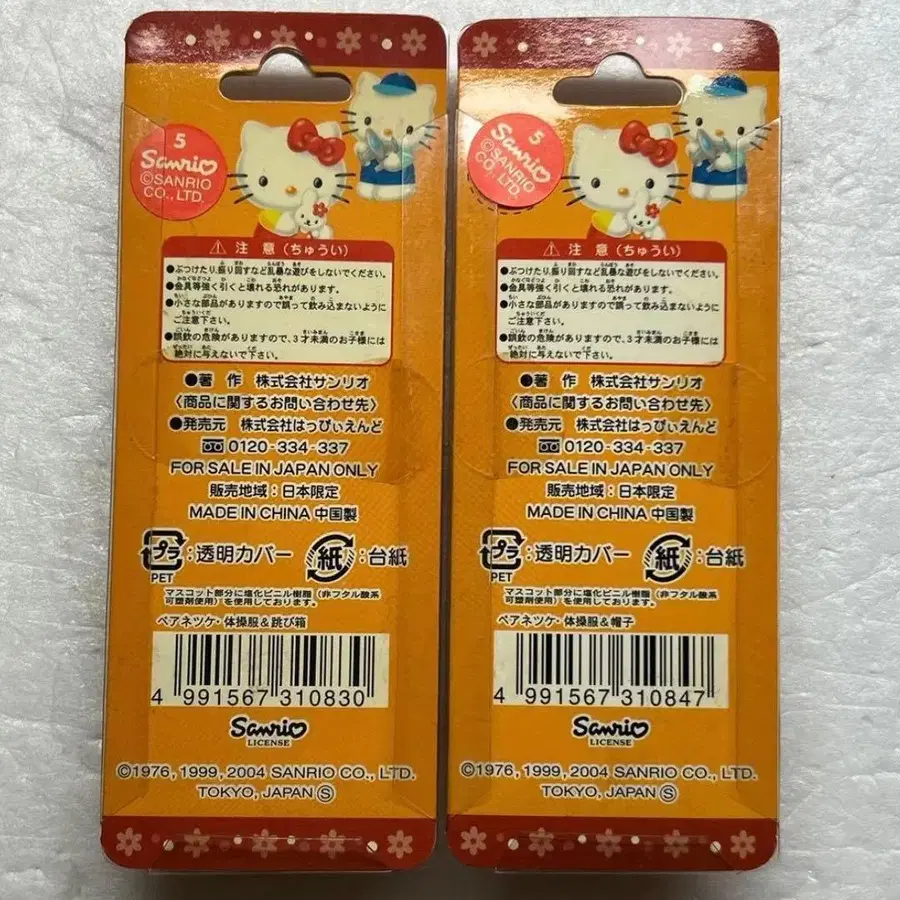 5
Sanrio
©SANRIO
CO., LTD.
⚠ 注意（ちゅうい）
●ぶつけたり、振り回すなど乱暴な遊びをしないでください。
●金具等強く引くと壊れる恐れがあります。
●小さな部品がありますので誤って飲み込まないように
ご注意下さい。
●誤飲の危険がありますので、3才未満のお子様には
絶対に与えないで下さい。
●著作 株式会社サンリオ
〈商品に関するお問い合わせ先〉
●発売元 株式会社はっぴぃえんど
0120-334-337
FOR SALE IN JAPAN ONLY
販売地域：日本限定
MADE IN CHINA 中国製
プラ：透明カバー 紙：台紙
PET
マスコット部分に塩化ビニル樹脂（非フタル酸系
可塑剤使用）を使用しております。
ペアネツケ・体操服&跳び箱
4 991567 310830
Sanrio
LICENSE
©1976, 1999, 2004 SANRIO CO., LTD.
TOKYO, JAPAN Ⓢ
5
Sanrio
©SANRIO
CO., LTD.
⚠ 注意（ちゅうい）
●ぶつけたり、振り回すなど乱暴な遊びをしないでください。
●金具等強く引くと壊れる恐れがあります。
●小さな部品がありますので誤って飲み込まないように
ご注意下さい。
●誤飲の危険がありますので、3才未満のお子様には
絶対に与えないで下さい。
●著作 株式会社サンリオ
〈商品に関するお問い合わせ先〉
●発売元 株式会社はっぴぃえんど
0120-334-337
FOR SALE IN JAPAN ONLY
販売地域：日本限定
MADE IN CHINA 中国製
プラ：透明カバー 紙：台紙
PET
マスコット部分に塩化ビニル樹脂（非フタル酸系
可塑剤使用）を使用しております。
ペアネツケ・体操服&帽子
4 991567 310847
Sanrio
LICENSE
©1976, 1999, 2004 SANRIO CO., LTD.
TOKYO, JAPAN Ⓢ